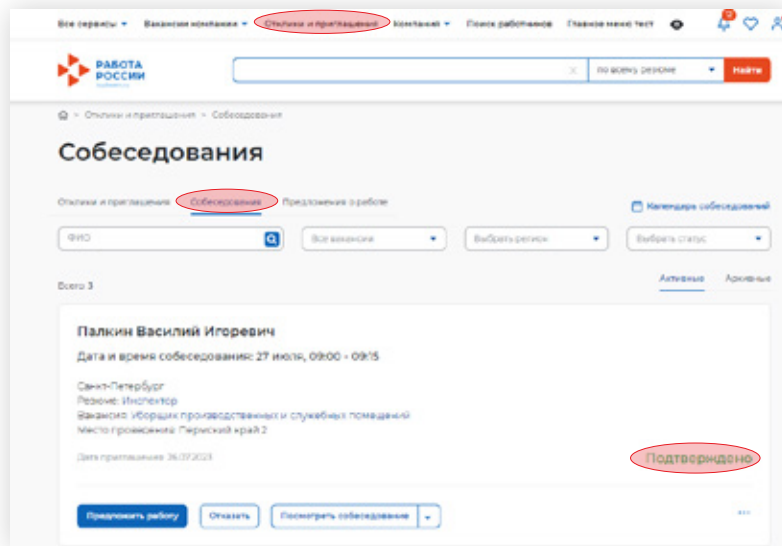 Все сервисы Вакансии компании Отклики и приглашения Компания Поиск работников Главное меню тест
РАБОТА РОССИИ по всему региону Найти
Отклики и приглашения > Собеседования
Собеседования
Отклики и приглашения Собеседования Предложения о работе
Календарь собеседований
ФИО Все вакансии Выбрать регион Выбрать статус
Всего 3 Активные Архивные
Палкин Василий Игоревич
Дата и время собеседования: 27 июля, 09:00 - 09:15
Санкт-Петербург
Резюме: Инспектор
Вакансия: Уборщик производственных и служебных помещений
Место проведения: Пермский край 2
Дата приглашения: 26.07.2023
Подтверждено
Предложить работу Отказать Посмотреть собеседование